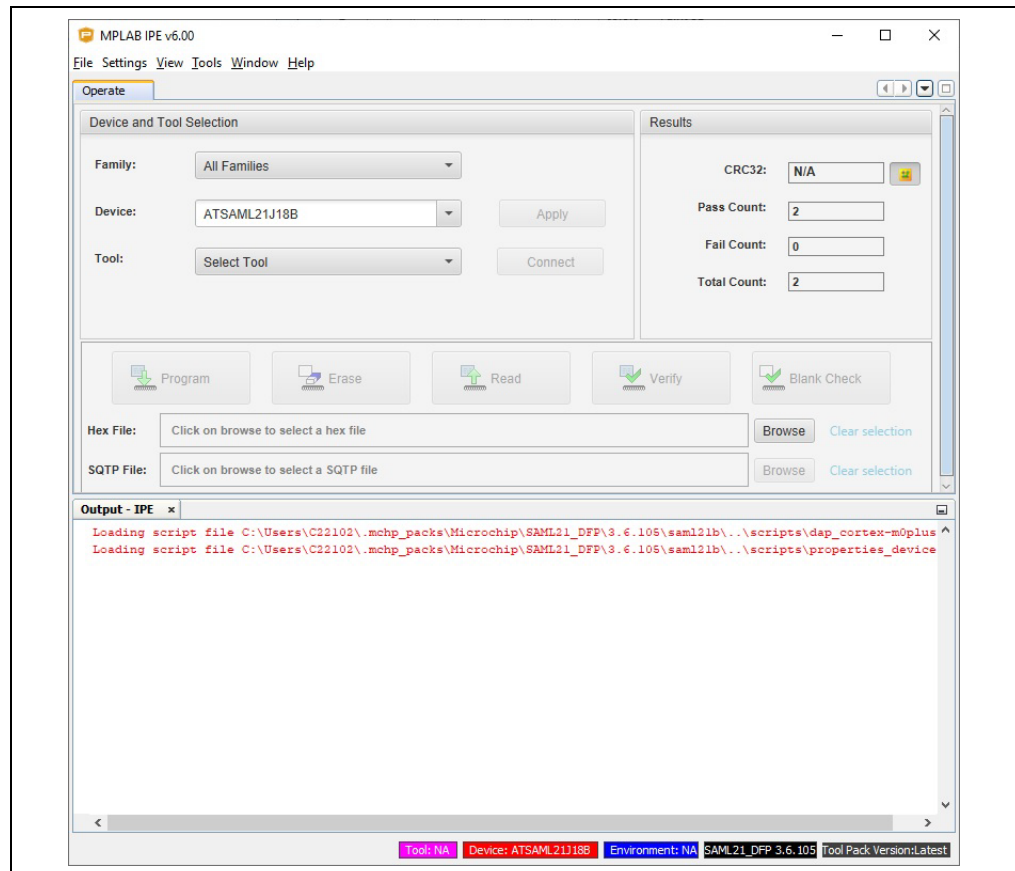 MPLAB IPE v6.00
File Settings View Tools Window Help
Operate
Device and Tool Selection
Family: All Families
Device: ATSAML21J18B Apply
Tool: Select Tool Connect
Results
CRC32: N/A
Pass Count: 2
Fail Count: 0
Total Count: 2
Program Erase Read Verify Blank Check
Hex File: Click on browse to select a hex file Browse Clear selection
SQTP File: Click on browse to select a SQTP file Browse Clear selection
Output - IPE x
Loading script file C:\Users\C22102\.mchp_packs\Microchip\SAML21_DFP\3.6.105\saml21b\..\scripts\dap_cortex-m0plus
Loading script file C:\Users\C22102\.mchp_packs\Microchip\SAML21_DFP\3.6.105\saml21b\..\scripts\properties_device
Tool: NA Device: ATSAML21J18B Environment: NA SAML21_DFP 3.6.105 Tool Pack Version:Latest